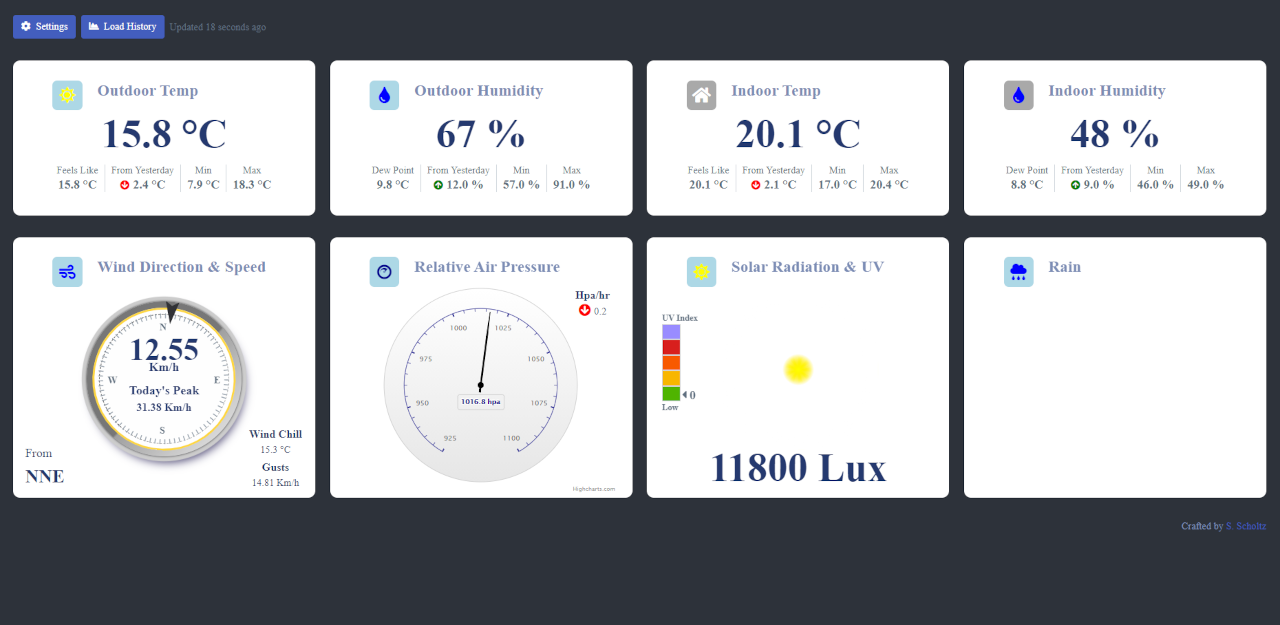 Settings Load History Updated 18 seconds ago
Outdoor Temp
15.8 °C
Feels Like From Yesterday Min Max
15.8 °C 2.4 °C 7.9 °C 18.3 °C
Outdoor Humidity
67 %
Dew Point From Yesterday Min Max
9.8 °C 12.0 % 57.0 % 91.0 %
Indoor Temp
20.1 °C
Feels Like From Yesterday Min Max
20.1 °C 2.1 °C 17.0 °C 20.4 °C
Indoor Humidity
48 %
Dew Point From Yesterday Min Max
8.8 °C 9.0 % 46.0 % 49.0 %
Wind Direction & Speed
N
12.55
Km/h
W E
Today's Peak
31.38 Km/h
S
Wind Chill
15.3 °C
From
Gusts
NNE
14.81 Km/h
Relative Air Pressure
Hpa/hr
0.2
1000 1025
975 1050
950 1016.8 hpa 1075
925 1100
Highcharts.com
Solar Radiation & UV
UV Index
0
Low
11800 Lux
Rain
Crafted by S. Scholtz